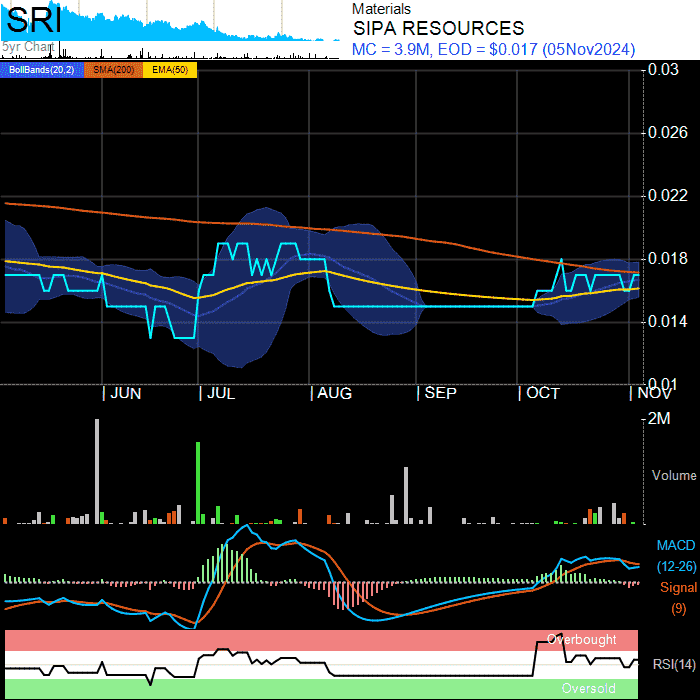 SRI
5yr Chart
Materials
SIPA RESOURCES
MC = 3.9M, EOD = $0.017 (05Nov2024)
BollBands(20,2) SMA(200) EMA(50)
0.03
0.026
0.022
0.018
0.014
0.01
JUN JUL AUG SEP OCT NOV
2M
Volume
MACD
(12-26)
Signal
(9)
Overbought
RSI(14)
Oversold